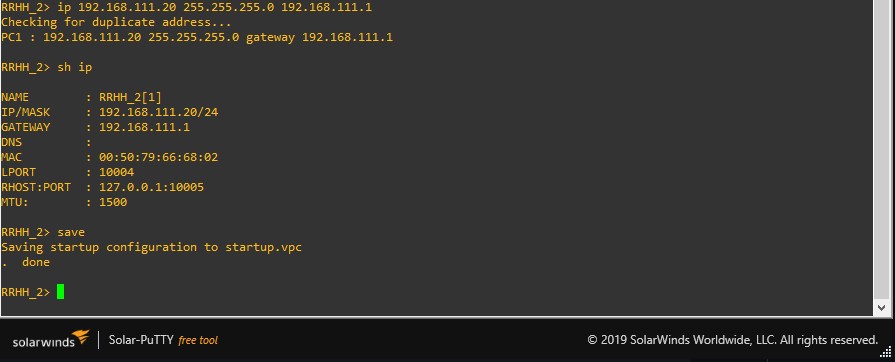 RRHH_2> ip 192.168.111.20 255.255.255.0 192.168.111.1
Checking for duplicate address...
PC1 : 192.168.111.20 255.255.255.0 gateway 192.168.111.1
RRHH_2> sh ip
NAME        : RRHH_2[1]
IP/MASK     : 192.168.111.20/24
GATEWAY     : 192.168.111.1
DNS         :
MAC         : 00:50:79:66:68:02
LPORT       : 10004
RHOST:PORT  : 127.0.0.1:10005
MTU:        : 1500
RRHH_2> save
Saving startup configuration to startup.vpc
.  done
RRHH_2>
solarwinds | Solar-PuTTY free tool © 2019 SolarWinds Worldwide, LLC. All rights reserved.